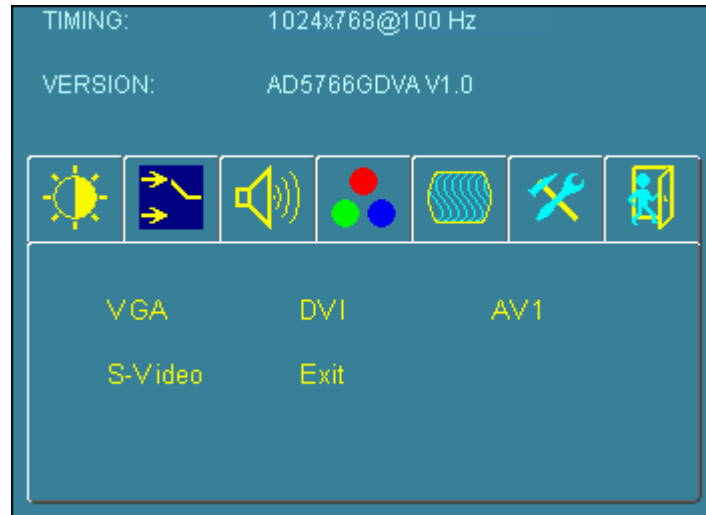 TIMING: 1024x768@100 Hz
VERSION: AD5766GDVA V1.0
VGA DVI AV1
S-Video Exit